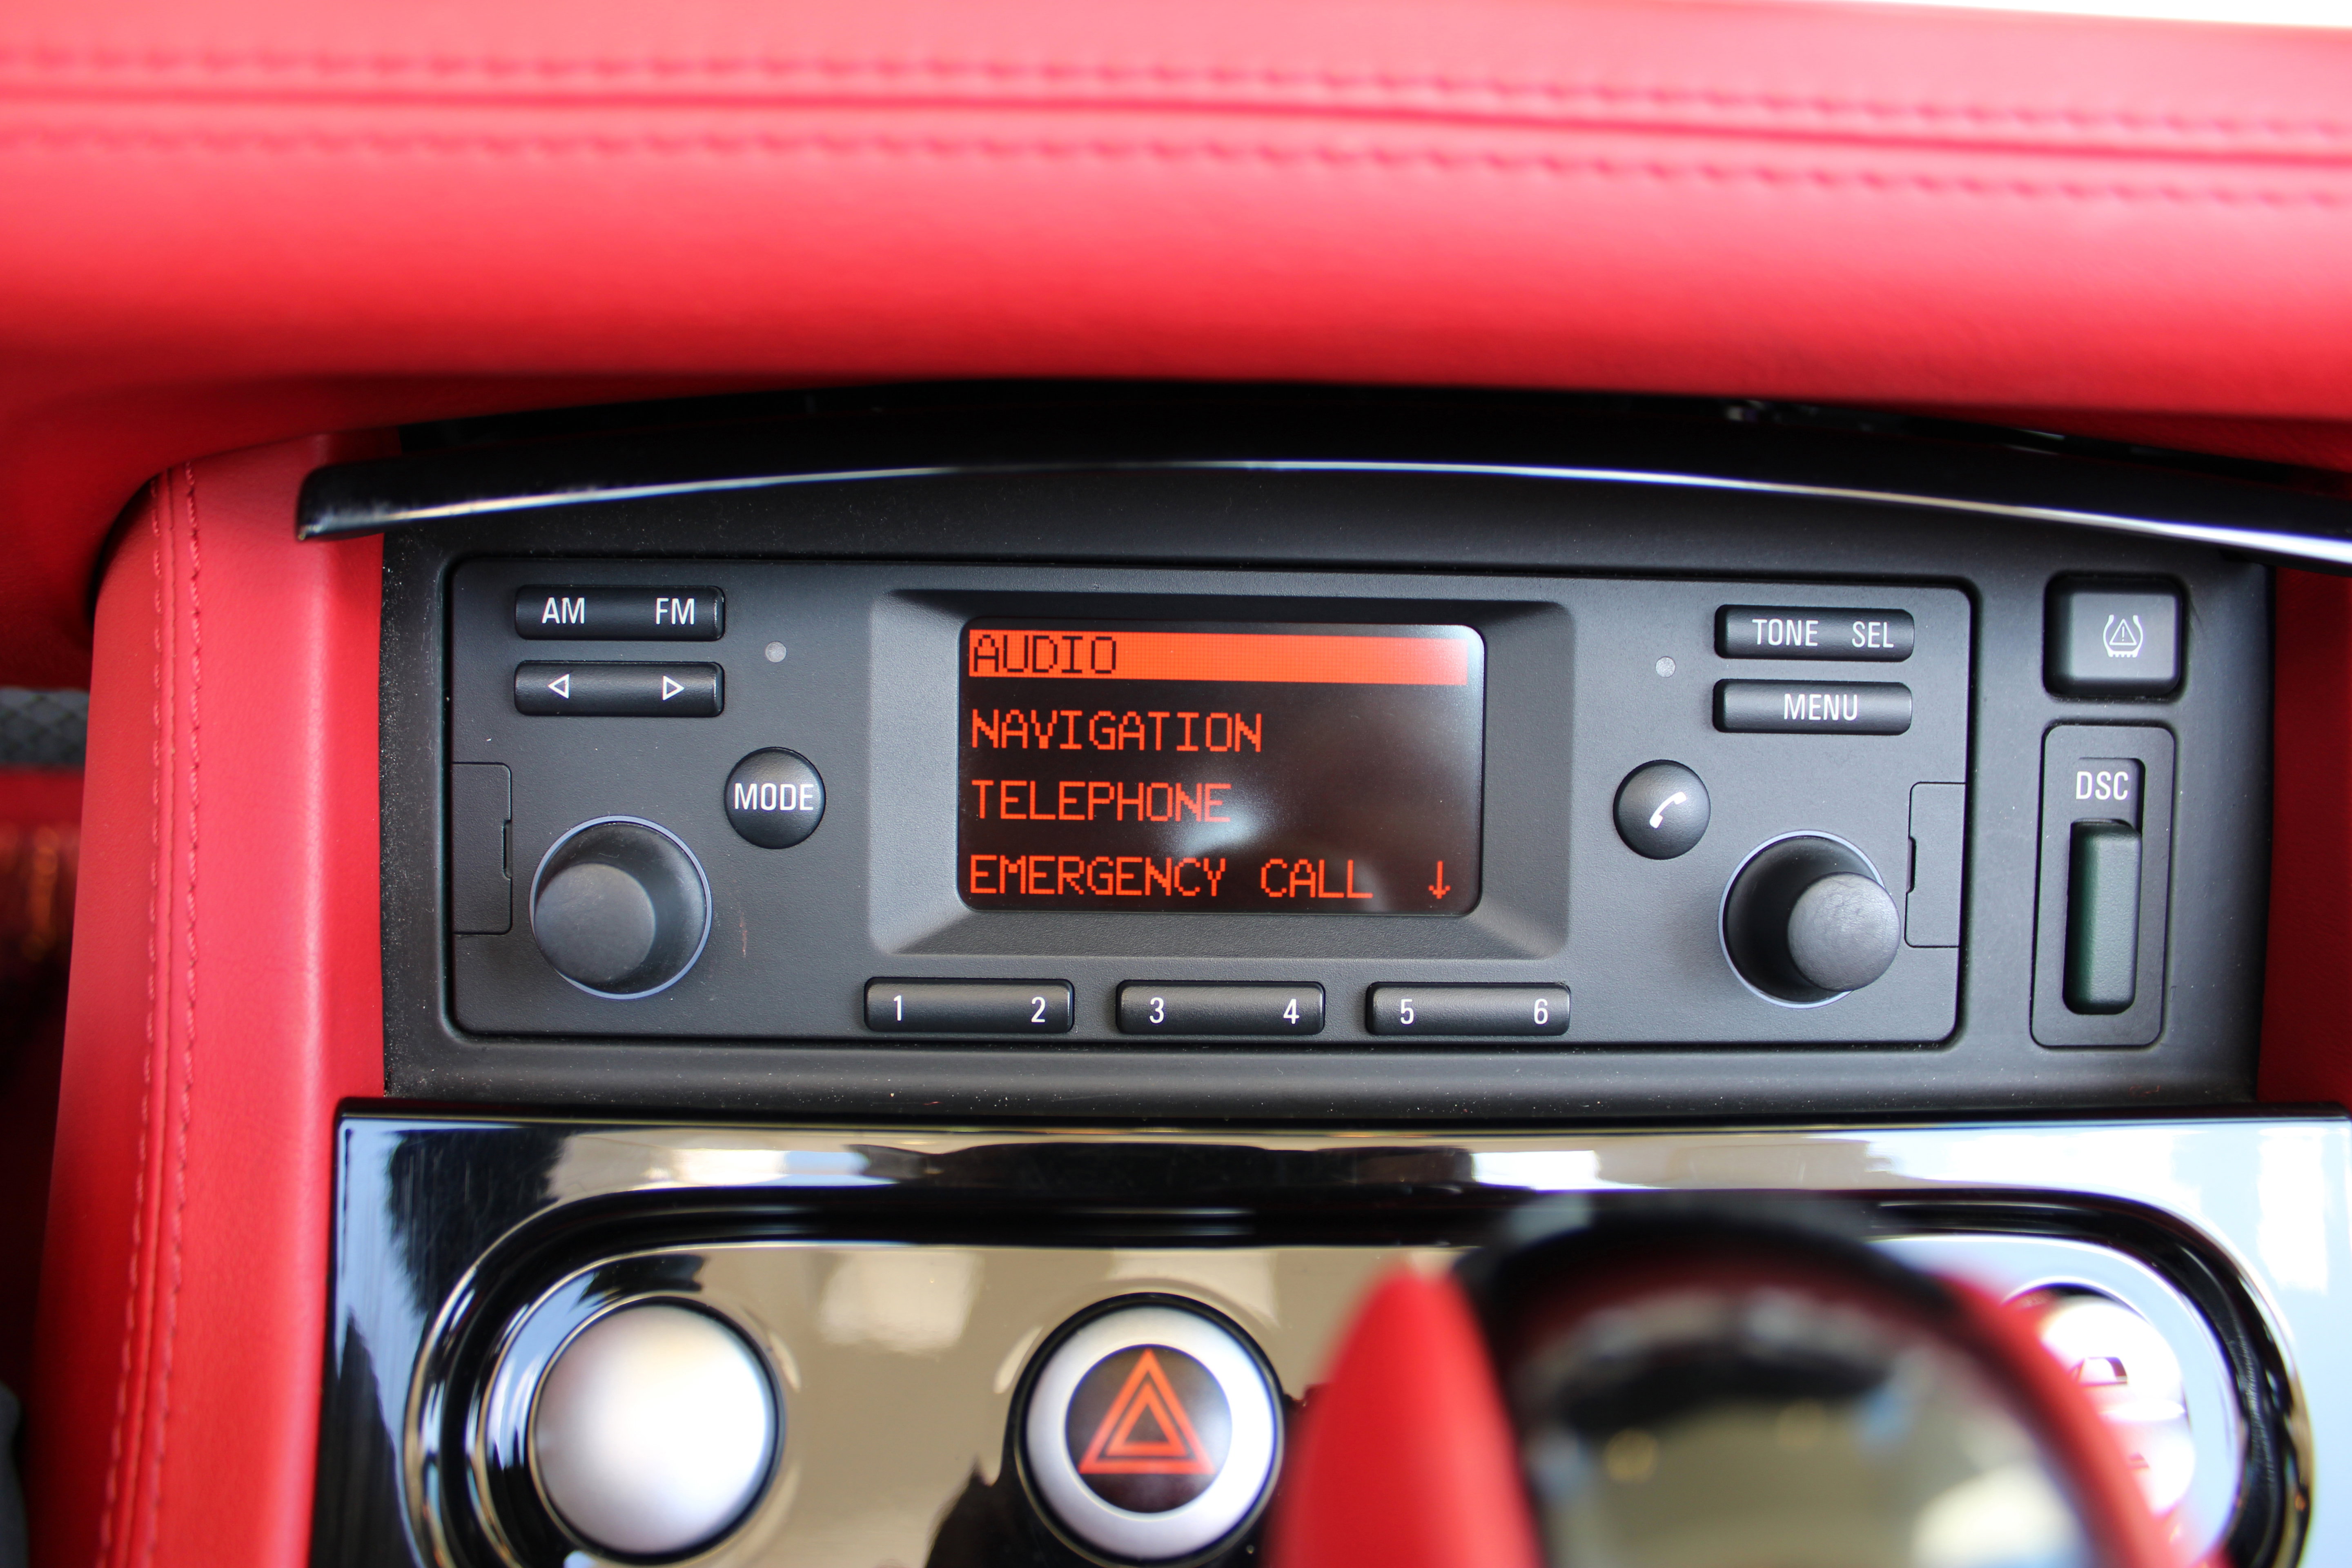 AM FM
TONE SEL
AUDIO
MENU
NAVIGATION
DSC
MODE
TELEPHONE
EMERGENCY CALL ↓
1 2 3 4 5 6